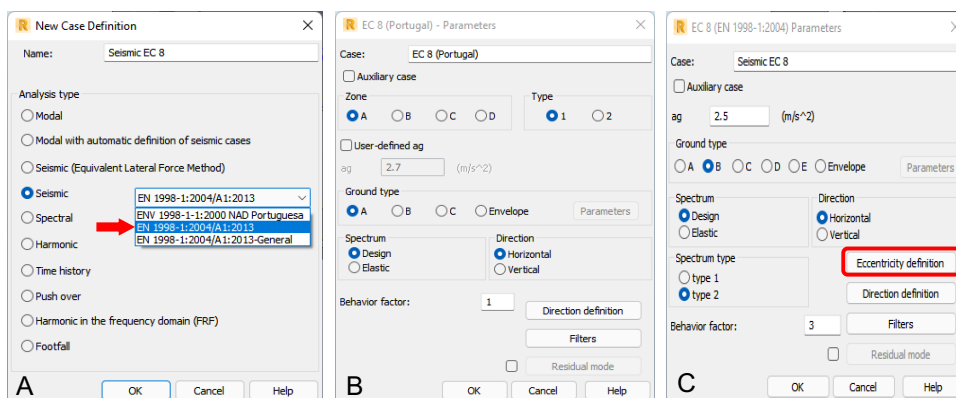 New Case Definition
Name: Seismic EC 8
Analysis type
Modal
Modal with automatic definition of seismic cases
Seismic (Equivalent Lateral Force Method)
Seismic EN 1998-1:2004/A1:2013
ENV 1998-1-1:2000 NAD Portuguesa
Spectral EN 1998-1:2004/A1:2013
EN 1998-1:2004/A1:2013-General
Harmonic
Time history
Push over
Harmonic in the frequency domain (FRF)
Footfall
A
OK Cancel Help
EC 8 (Portugal) - Parameters
Case: EC 8 (Portugal)
Auxiliary case
Zone Type
A B C D 1 2
User-defined ag
ag 2.7 (m/s^2)
Ground type
A B C Envelope Parameters
Spectrum Direction
Design Horizontal
Elastic Vertical
Behavior factor: 1
Direction definition
Filters
Residual mode
B
OK Cancel Help
EC 8 (EN 1998-1:2004) Parameters
Case: Seismic EC 8
Auxiliary case
ag 2.5 (m/s^2)
Ground type
A B C D E Envelope Parameters
Spectrum Direction
Design Horizontal
Elastic Vertical
Spectrum type Eccentricity definition
type 1
type 2 Direction definition
Behavior factor: 3 Filters
Residual mode
C
OK Cancel Help